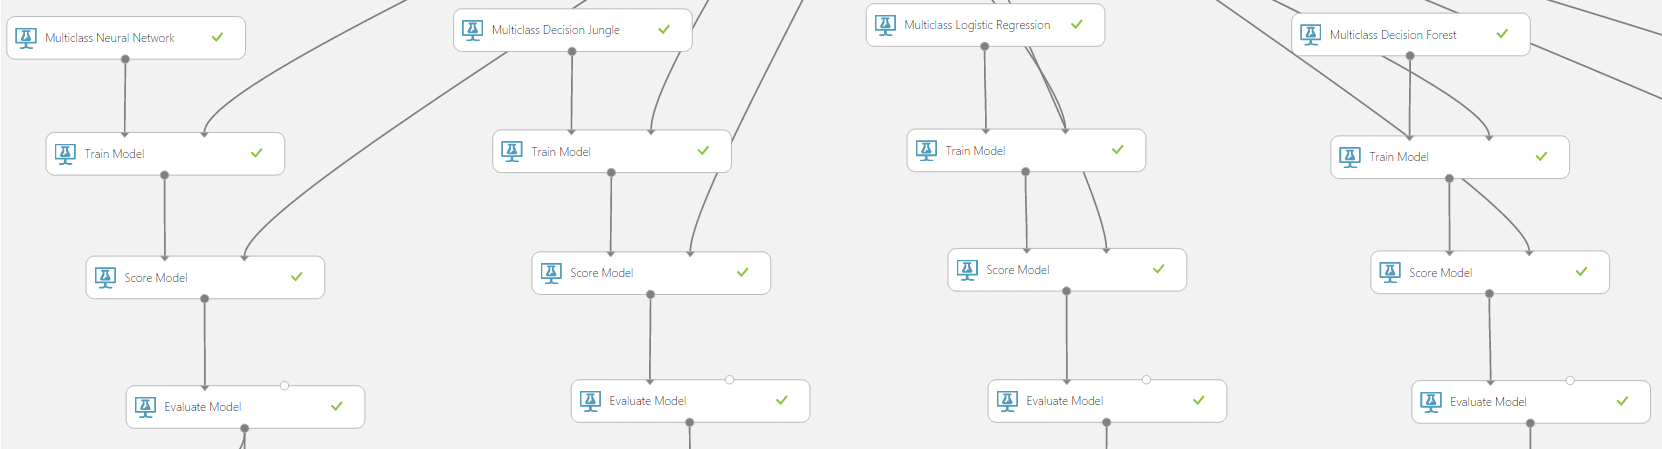 Multiclass Neural Network
Multiclass Decision Jungle
Multiclass Logistic Regression
Multiclass Decision Forest
Train Model
Train Model
Train Model
Train Model
Score Model
Score Model
Score Model
Score Model
Evaluate Model
Evaluate Model
Evaluate Model
Evaluate Model